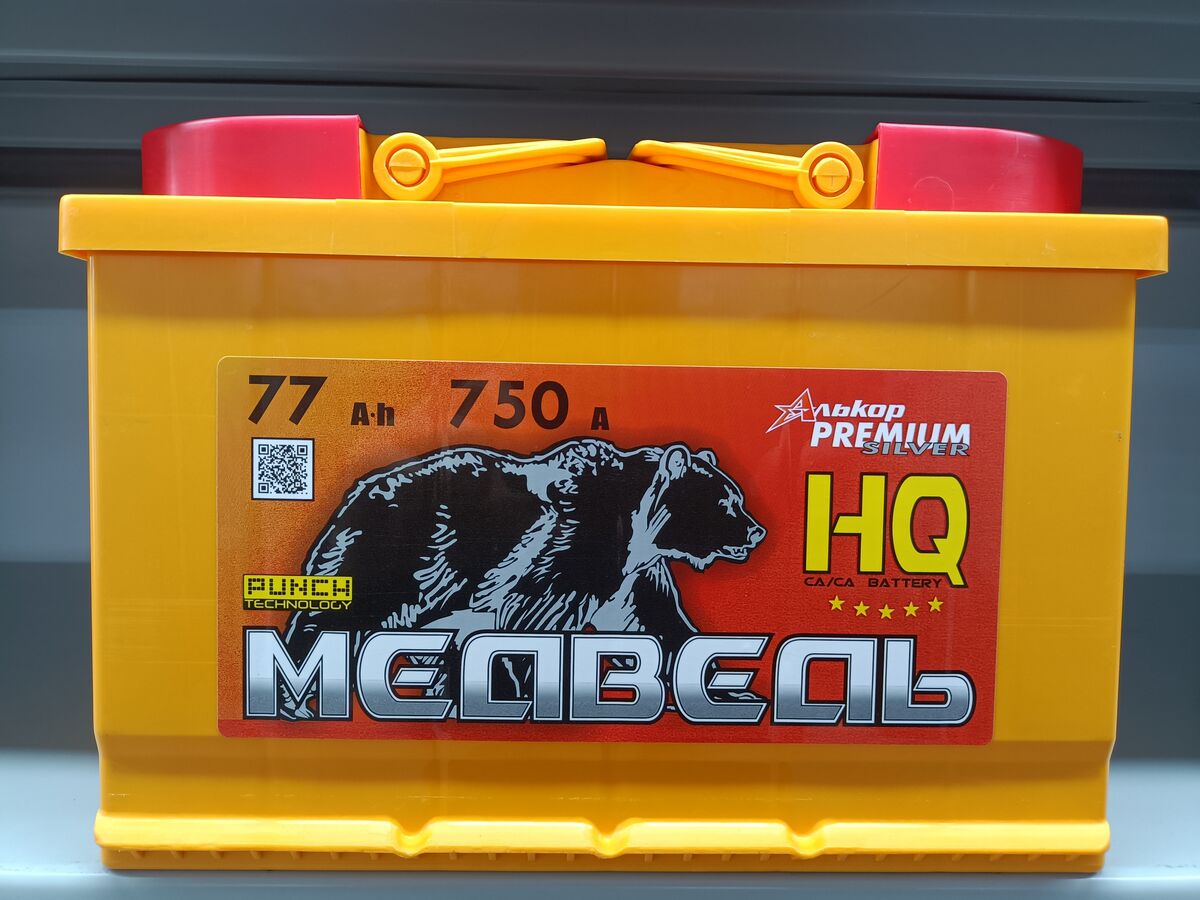 77 A·h 750 A
Алькор
PREMIUM
SILVER
HQ
CA/CA BATTERY
PUNCH
TECHNOLOGY
МЕДВЕДЬ